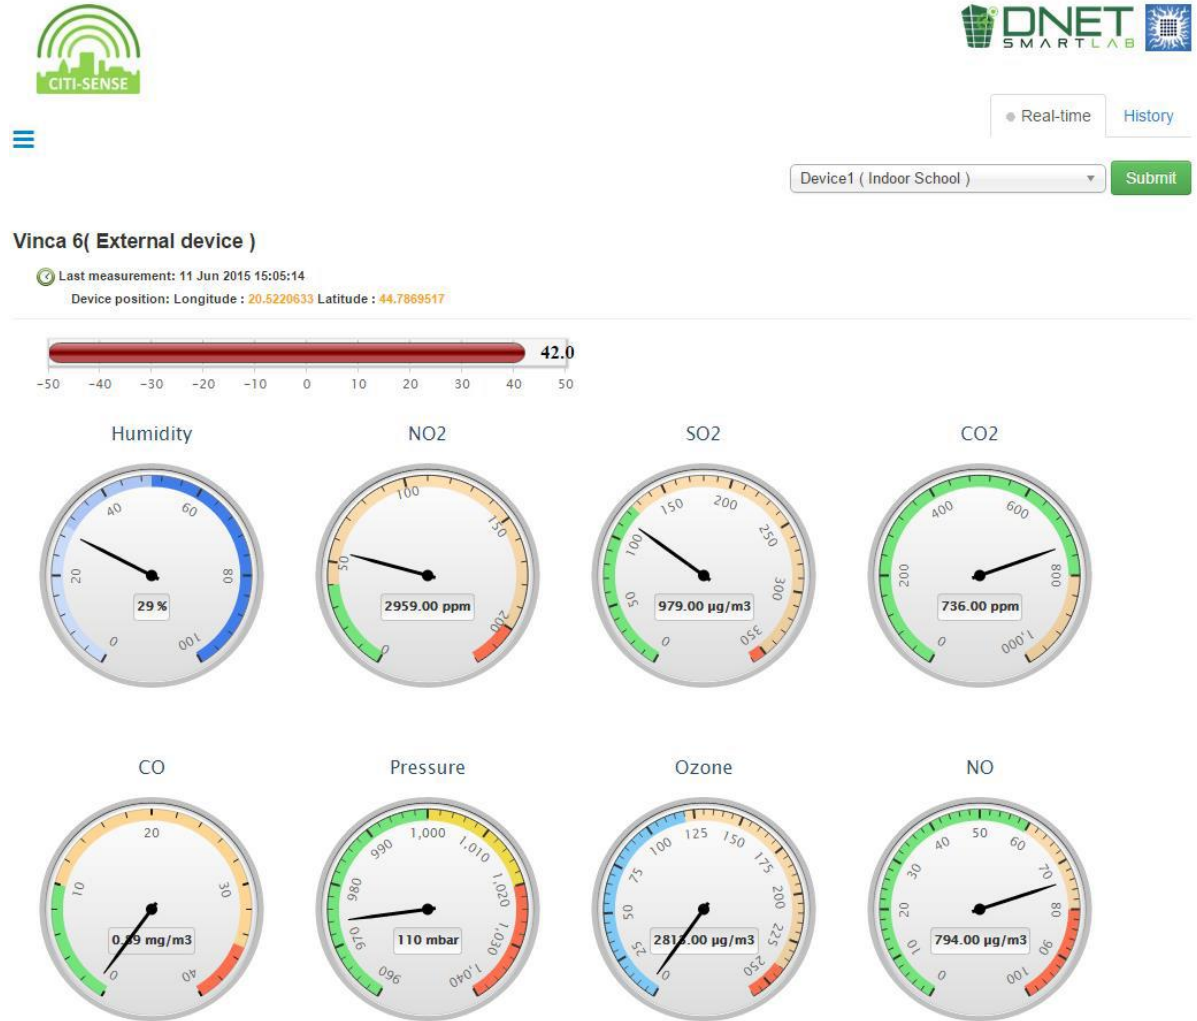 CITI-SENSE
DNET
SMARTLAB
Real-time History
Device1 ( Indoor School ) Submit
Vinca 6( External device )
Last measurement: 11 Jun 2015 15:05:14
Device position: Longitude : 20.5220633 Latitude : 44.7869517
42.0
-50 -40 -30 -20 -10 0 10 20 30 40 50
Humidity NO2 SO2 CO2
0 20 40 60 80 100
29 %
0 50 100 150 200
2959.00 ppm
0 50 100 150 200 250 300 350
979.00 µg/m3
0 200 400 600 800 1,000
736.00 ppm
CO Pressure Ozone NO
0 10 20 30 40
mg/m3
960 970 980 990 1,000 1,010 1,020 1,030 1,040
110 mbar
0 25 50 75 100 125 150 175 200 225 250
µg/m3
0 10 20 30 40 50 60 70 80 90 100
794.00 µg/m3